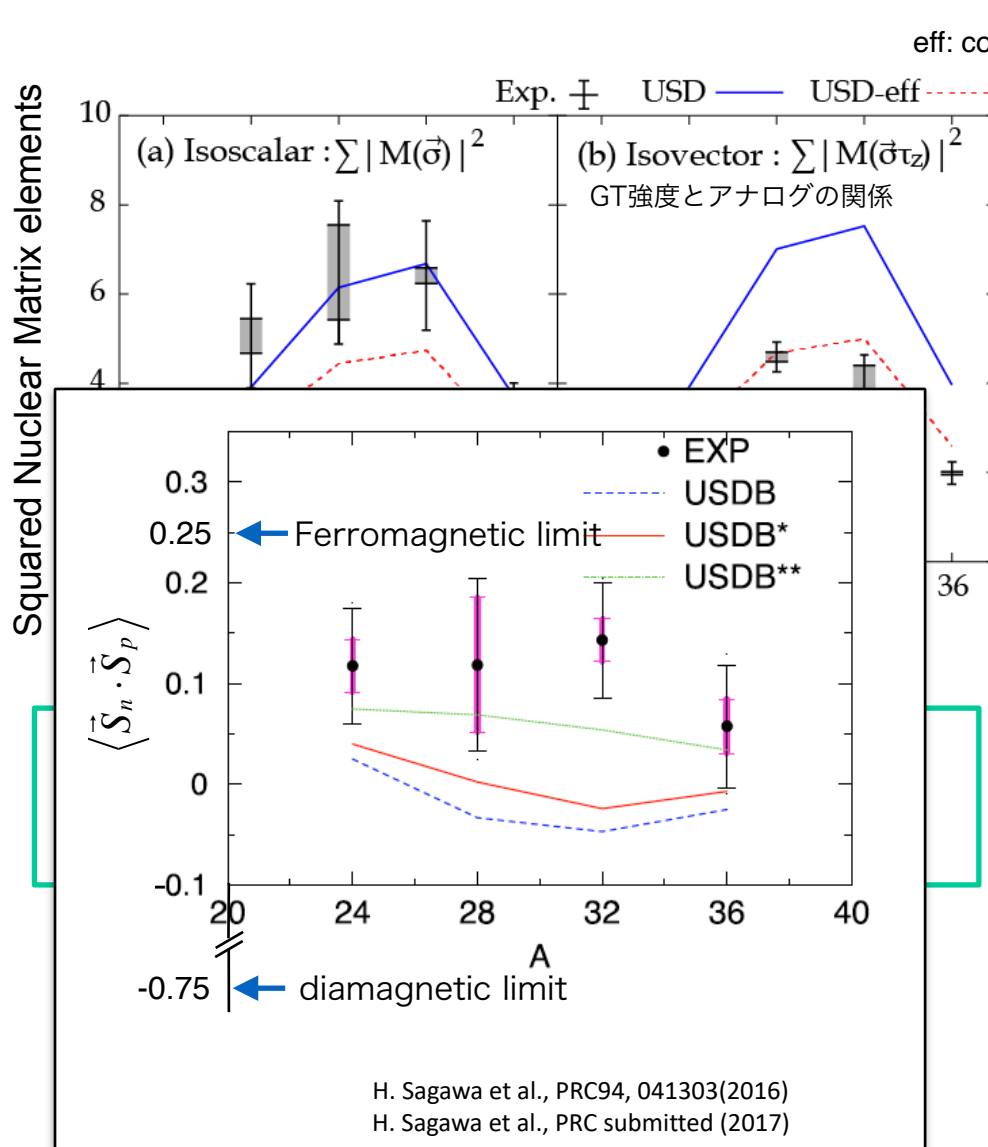 eff: co
Exp. USD USD-eff
Squared Nuclear Matrix elements
10
8
6
4
(a) Isoscalar : ∑ | M(σ⃗) |²
(b) Isovector : ∑ | M(σ⃗τz) |²
GT強度とアナログの関係
36
EXP
USDB
USDB*
USDB**
0.3
0.25
Ferromagnetic limit
0.2
0.1
0
-0.1
⟨S⃗n · S⃗p⟩
20 24 28 32 36 40
A
-0.75
diamagnetic limit
H. Sagawa et al., PRC94, 041303(2016)
H. Sagawa et al., PRC submitted (2017)